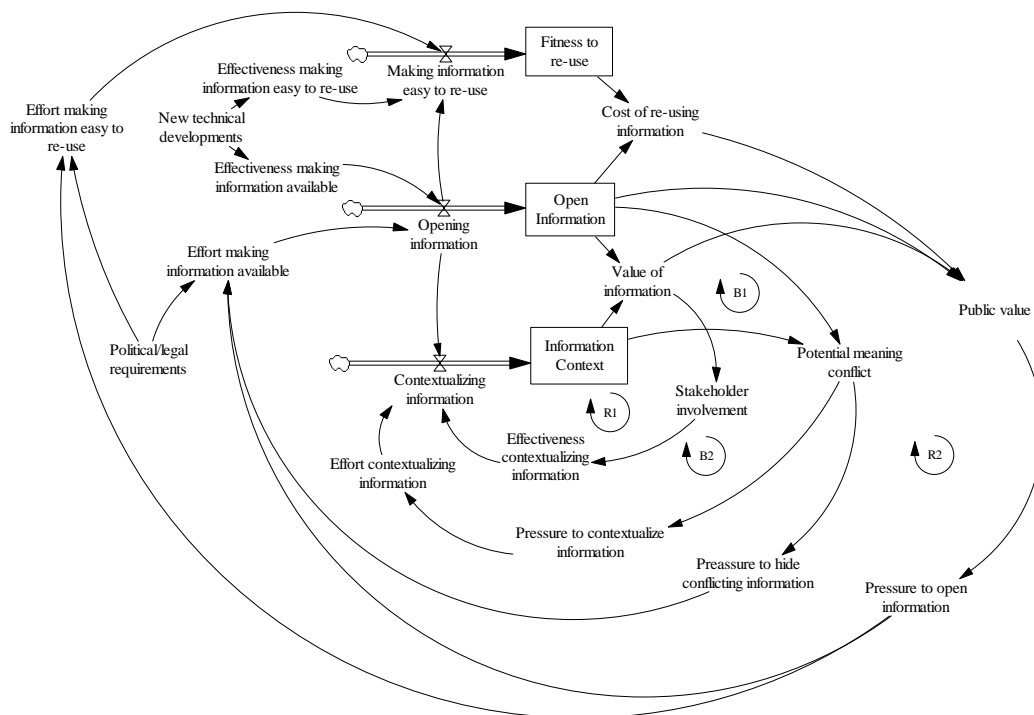 Fitness to
re-use
Effectiveness making
information easy to re-use
Making information
easy to re-use
Effort making
information easy to
re-use
New technical
developments
Cost of re-using
information
Effectiveness making
information available
Open
Information
Opening
information
Effort making
information available
Value of
information
B1
Public value
Political/legal
requirements
Information
Context
Potential meaning
conflict
Contextualizing
information
Stakeholder
involvement
R1
Effectiveness
contextualizing
information
B2
R2
Effort contextualizing
information
Pressure to contextualize
information
Preassure to hide
conflicting information
Pressure to open
information